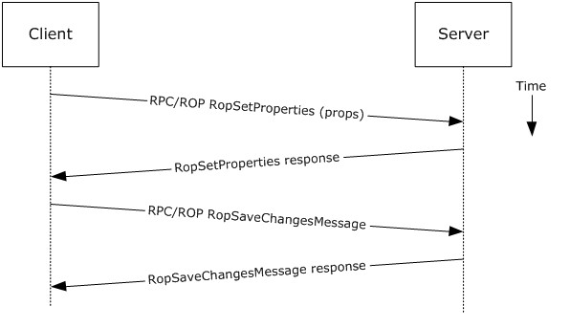 Client
Server
Time
RPC/ROP RopSetProperties (props)
RopSetProperties response
RPC/ROP RopSaveChangesMessage
RopSaveChangesMessage response